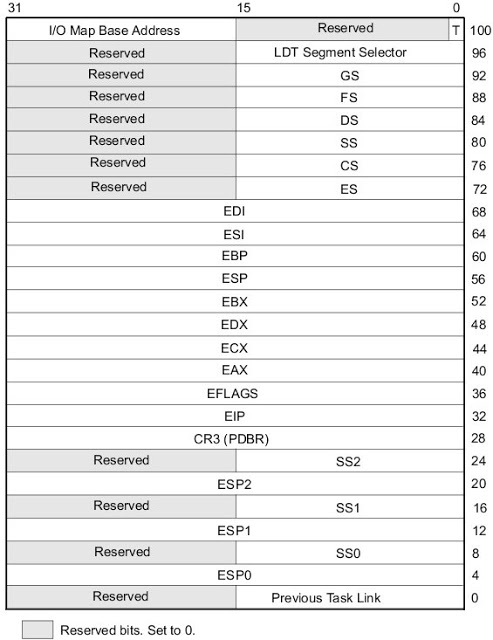 31 15 0
I/O Map Base Address Reserved T 100
Reserved LDT Segment Selector 96
Reserved GS 92
Reserved FS 88
Reserved DS 84
Reserved SS 80
Reserved CS 76
Reserved ES 72
EDI 68
ESI 64
EBP 60
ESP 56
EBX 52
EDX 48
ECX 44
EAX 40
EFLAGS 36
EIP 32
CR3 (PDBR) 28
Reserved SS2 24
ESP2 20
Reserved SS1 16
ESP1 12
Reserved SS0 8
ESP0 4
Reserved Previous Task Link 0
Reserved bits. Set to 0.